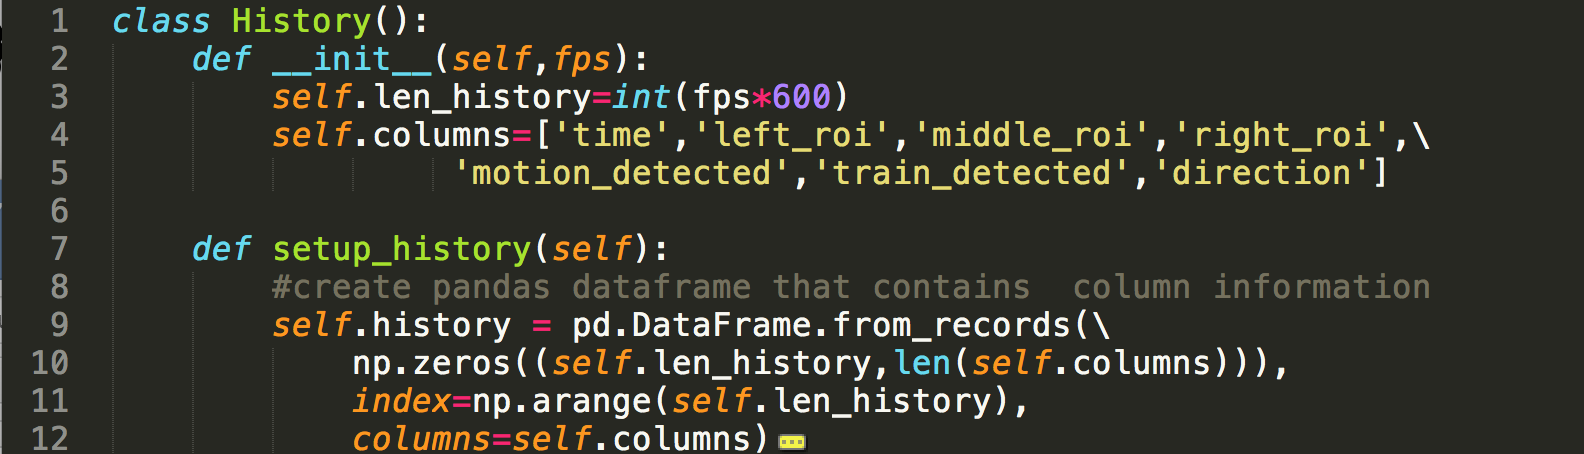 1 class History():
2     def __init__(self,fps):
3         self.len_history=int(fps*600)
4         self.columns=['time','left_roi','middle_roi','right_roi',\
5                  'motion_detected','train_detected','direction']
6
7     def setup_history(self):
8         #create pandas dataframe that contains  column information
9         self.history = pd.DataFrame.from_records(\
10             np.zeros((self.len_history,len(self.columns))),
11             index=np.arange(self.len_history),
12             columns=self.columns)